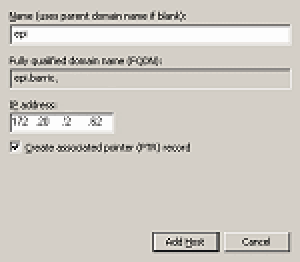 Name (uses parent domain name if blank):
epi
Fully qualified domain name (FQDN):
epi.barric.
IP address:
172 .20 .2 .62
Create associated pointer (PTR) record
Add Host
Cancel